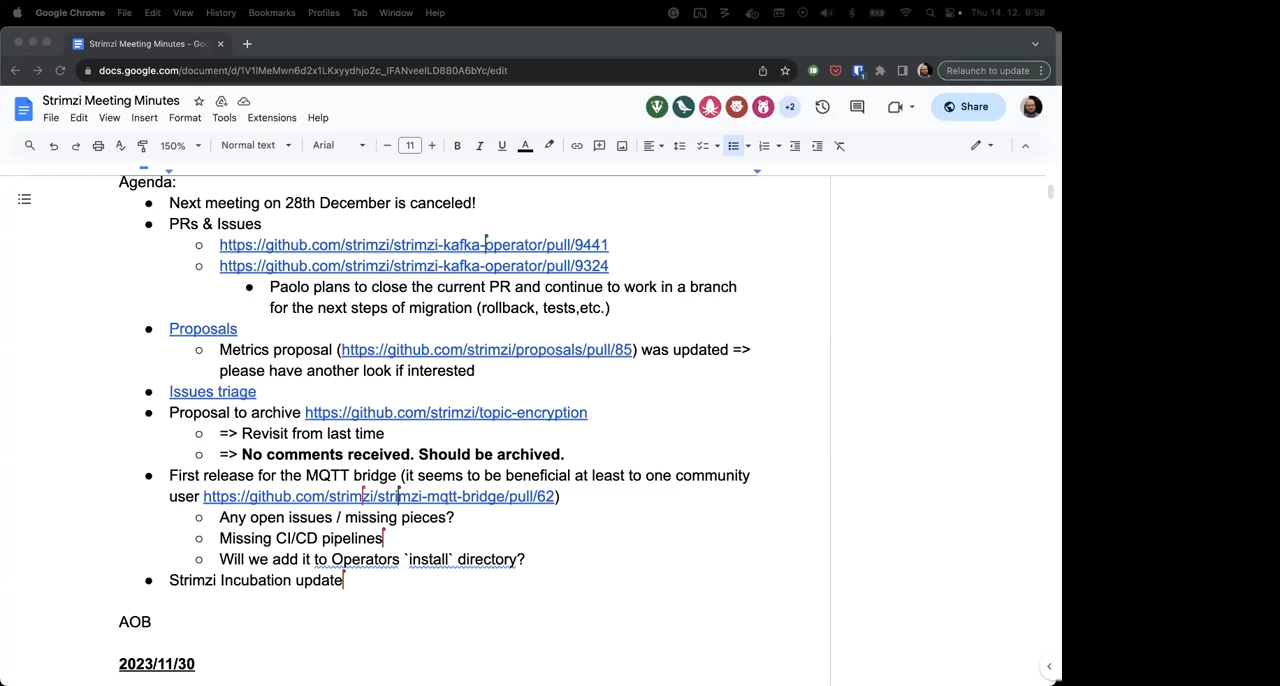 Google Chrome File Edit View History Bookmarks Profiles Tab Window Help Thu 14. 12. 9:58
Strimzi Meeting Minutes - Goo
docs.google.com/document/d/1V1lMeMwn6d2x1LKxyydhjo2c_IFANveelLD880A6bYc/edit Relaunch to update
Strimzi Meeting Minutes +2 Share
File Edit View Insert Format Tools Extensions Help
150% Normal text Arial 11 B I U A
Agenda:
● Next meeting on 28th December is canceled!
● PRs & Issues
○ https://github.com/strimzi/strimzi-kafka-operator/pull/9441
○ https://github.com/strimzi/strimzi-kafka-operator/pull/9324
● Paolo plans to close the current PR and continue to work in a branch
for the next steps of migration (rollback, tests,etc.)
● Proposals
○ Metrics proposal (https://github.com/strimzi/proposals/pull/85) was updated =>
please have another look if interested
● Issues triage
● Proposal to archive https://github.com/strimzi/topic-encryption
○ => Revisit from last time
○ => No comments received. Should be archived.
● First release for the MQTT bridge (it seems to be beneficial at least to one community
user https://github.com/strimzi/strimzi-mqtt-bridge/pull/62)
○ Any open issues / missing pieces?
○ Missing CI/CD pipelines
○ Will we add it to Operators `install` directory?
● Strimzi Incubation update
AOB
2023/11/30